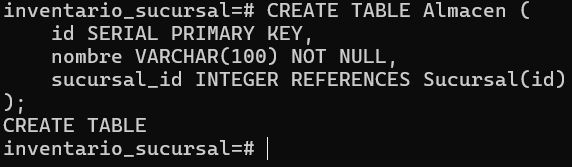 inventario_sucursal=# CREATE TABLE Almacen (
    id SERIAL PRIMARY KEY,
    nombre VARCHAR(100) NOT NULL,
    sucursal_id INTEGER REFERENCES Sucursal(id)
);
CREATE TABLE
inventario_sucursal=#